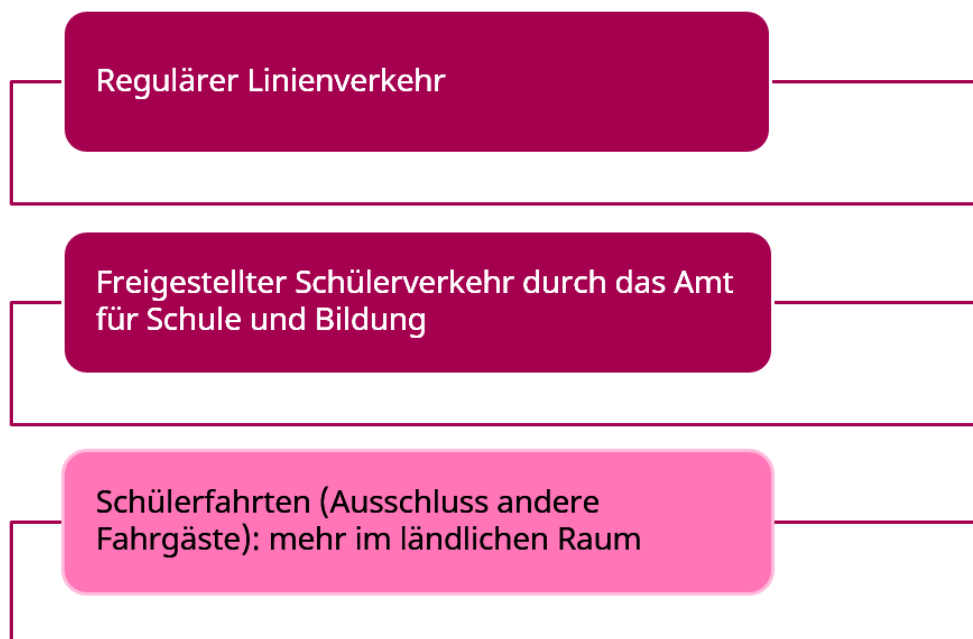 Regulärer Linienverkehr
Freigestellter Schülerverkehr durch das Amt
für Schule und Bildung
Schülerfahrten (Ausschluss andere
Fahrgäste): mehr im ländlichen Raum